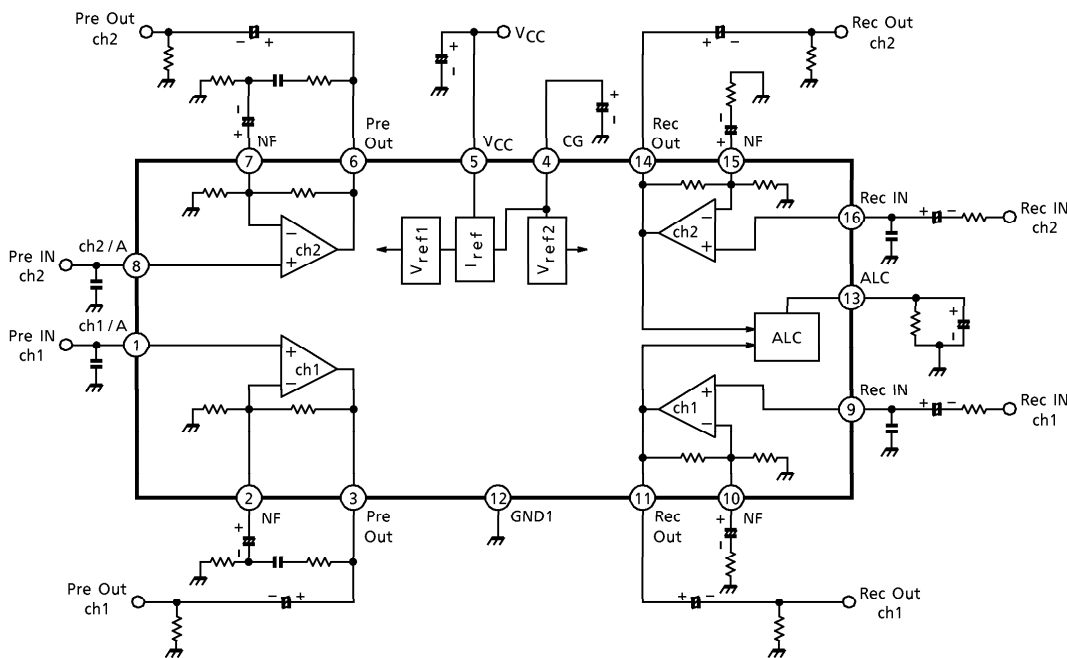 Pre Out
ch2
− +
VCC
+
−
+ −
Rec Out
ch2
−
+
NF
Pre
Out
VCC
CG
+
−
Rec
Out
−
+
NF
7
6
5
4
14
15
−
+
ch2
Vref1
Iref
Vref2
−
+
ch2
16
Rec IN
+ −
Rec IN
ch2
Pre IN
ch2
ch2/A
8
ALC
13
+
−
Pre IN
ch1
ch1/A
1
ALC
+
−
ch1
+
−
ch1
Rec IN
9
+ −
Rec IN
ch1
2
3
12
11
10
NF
Pre
Out
GND1
Rec
Out
NF
+
−
+
−
Pre Out
ch1
− +
+ −
Rec Out
ch1